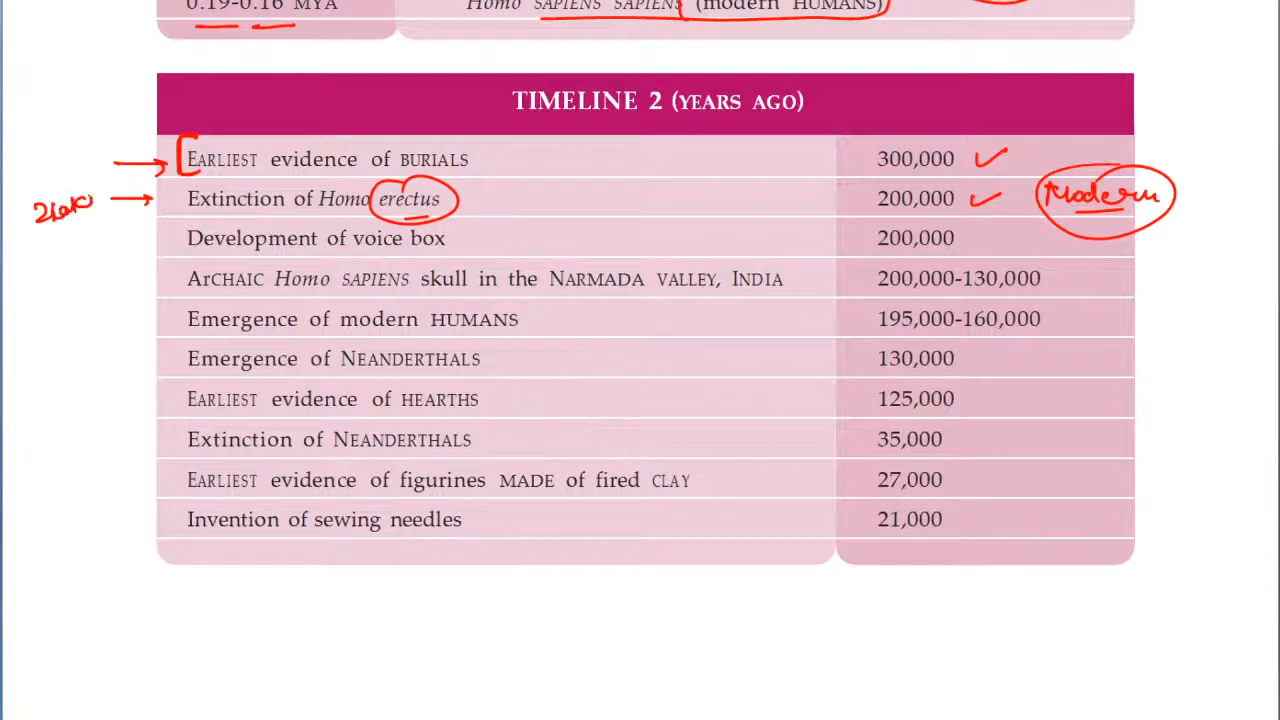 0.19-0.16 MYA Homo SAPIENS SAPIENS (modern HUMANS)
TIMELINE 2 (YEARS AGO)
EARLIEST evidence of BURIALS 300,000
Extinction of Homo erectus 200,000 Modern
Development of voice box 200,000
ArCHAIC Homo SAPIENS skull in the NARMADA VALLEY, INDIA 200,000-130,000
Emergence of modern HUMANS 195,000-160,000
Emergence of NEANDERTHALS 130,000
EARLIEST evidence of HEARTHS 125,000
Extinction of NEANDERTHALS 35,000
EARLIEST evidence of figurines MADE of fired CLAY 27,000
Invention of sewing needles 21,000